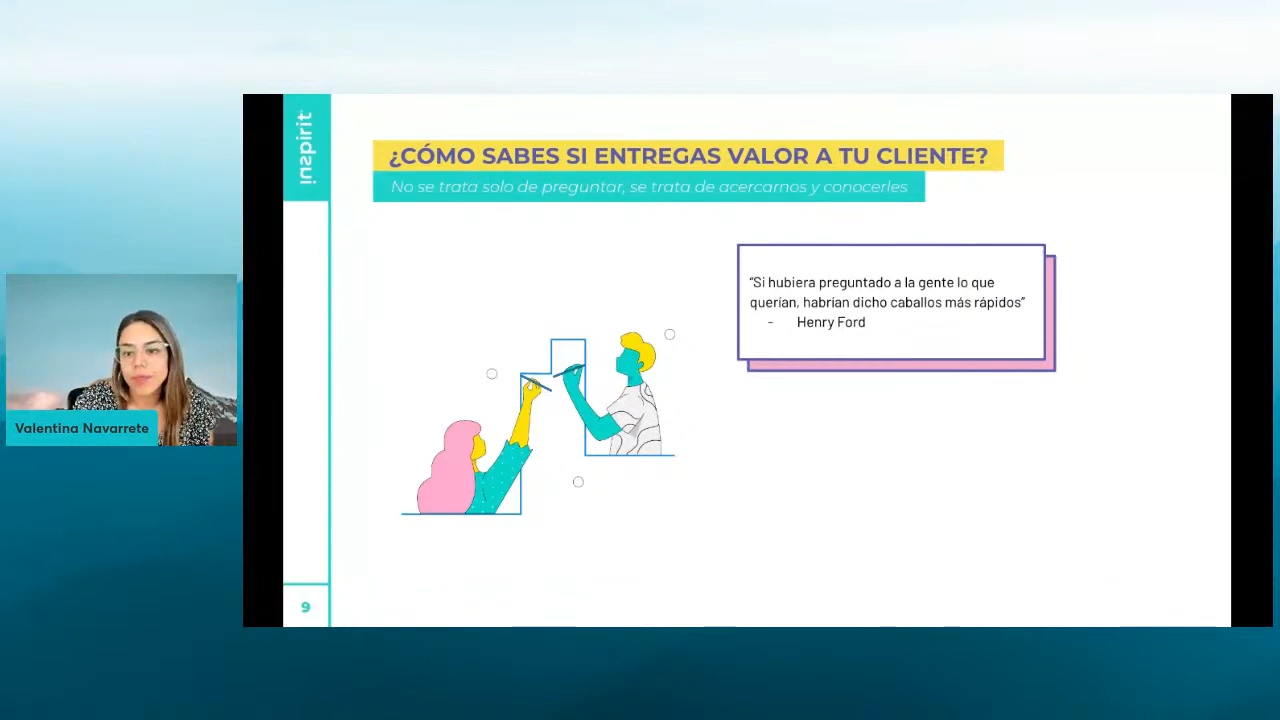 inspirit
¿CÓMO SABES SI ENTREGAS VALOR A TU CLIENTE?
No se trata solo de preguntar, se trata de acercarnos y conocerles
“Si hubiera preguntado a la gente lo que
querían, habrían dicho caballos más rápidos”
- Henry Ford
Valentina Navarrete
9